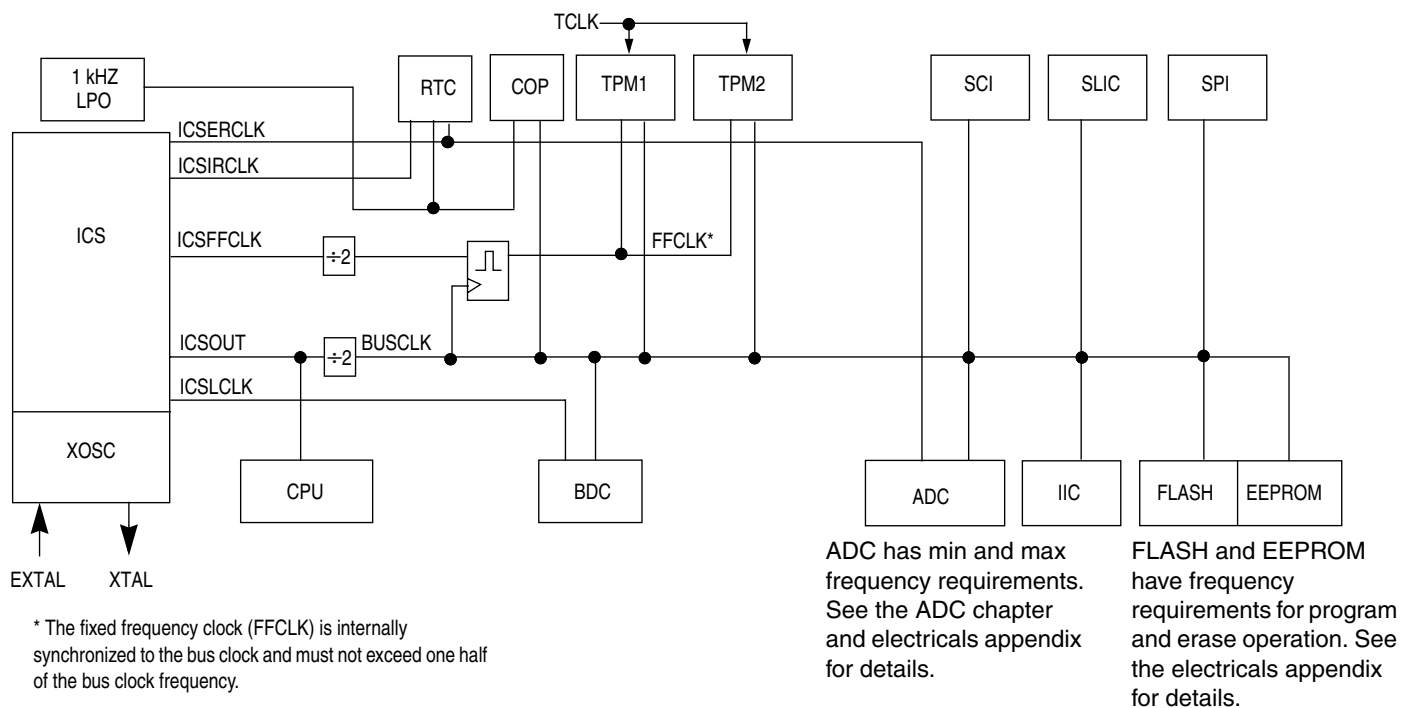 TCLK
1 kHZ
LPO
RTC
COP
TPM1
TPM2
SCI
SLIC
SPI
ICSERCLK
ICSIRCLK
ICS
ICSFFCLK
÷2
FFCLK*
ICSOUT
÷2
BUSCLK
ICSLCLK
XOSC
CPU
BDC
ADC
IIC
FLASH
EEPROM
EXTAL
XTAL
ADC has min and max
frequency requirements.
See the ADC chapter
and electricals appendix
for details.
FLASH and EEPROM
have frequency
requirements for program
and erase operation. See
the electricals appendix
for details.
* The fixed frequency clock (FFCLK) is internally
synchronized to the bus clock and must not exceed one half
of the bus clock frequency.